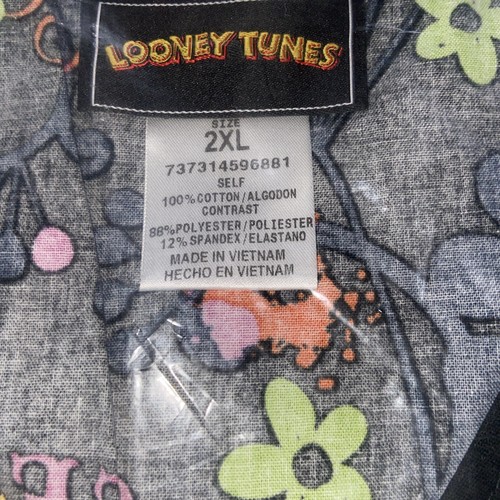 LOONEY TUNES
SIZE
2XL
737314596881
SELF
100% COTTON/ALGODON
CONTRAST
88% POLYESTER/POLIESTER
12% SPANDEX/ELASTANO
MADE IN VIETNAM
HECHO EN VIETNAM